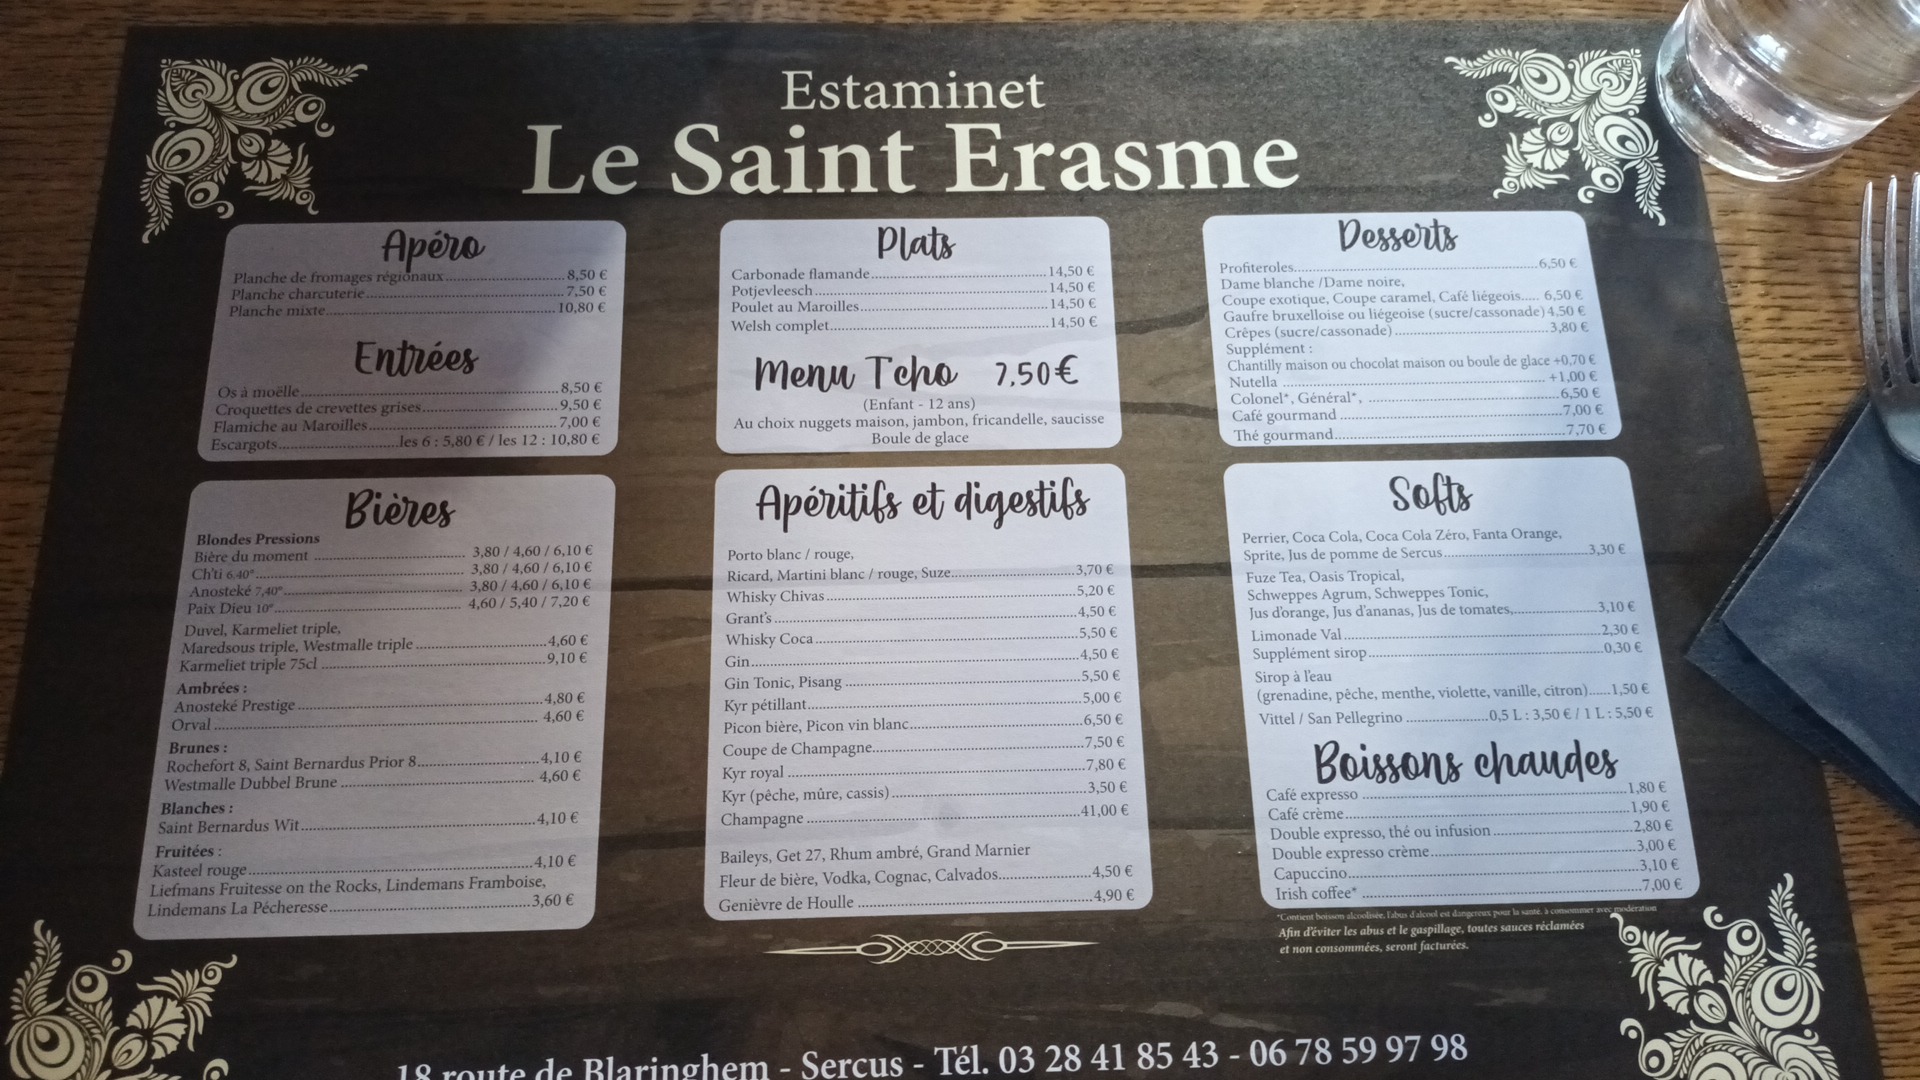 Estaminet
Le Saint Erasme
Apéro
Planche de fromages régionaux 8,50 €
Planche charcuterie 7,50 €
Planche mixte 10,80 €
Entrées
Os à moëlle 8,50 €
Croquettes de crevettes grises 9,50 €
Flamiche au Maroilles 7,00 €
Escargots les 6 : 5,80 € / les 12 : 10,80 €
Plats
Carbonade flamande 14,50 €
Potjevleesch 14,50 €
Poulet au Maroilles 14,50 €
Welsh complet 14,50 €
Menu Tcho 7,50€
(Enfant - 12 ans)
Au choix nuggets maison, jambon, fricandelle, saucisse
Boule de glace
Desserts
Profiteroles 6,50 €
Dame blanche /Dame noire,
Coupe exotique, Coupe caramel, Café liégeois 6,50 €
Gaufre bruxelloise ou liégeoise (sucre/cassonade) 4,50 €
Crêpes (sucre/cassonade) 3,80 €
Supplément :
Chantilly maison ou chocolat maison ou boule de glace +0,70 €
Nutella +1,00 €
Colonel*, Général*, 6,50 €
Café gourmand 7,00 €
Thé gourmand 7,70 €
Bières
Blondes Pressions
Bière du moment 3,80 / 4,60 / 6,10 €
Ch'ti 6,40° 3,80 / 4,60 / 6,10 €
Anosteké 7,40° 3,80 / 4,60 / 6,10 €
Paix Dieu 10° 4,60 / 5,40 / 7,20 €
Duvel, Karmeliet triple,
Maredsous triple, Westmalle triple 4,60 €
Karmeliet triple 75cl 9,10 €
Ambrées :
Anosteké Prestige 4,80 €
Orval 4,60 €
Brunes :
Rochefort 8, Saint Bernardus Prior 8 4,10 €
Westmalle Dubbel Brune 4,60 €
Blanches :
Saint Bernardus Wit 4,10 €
Fruitées :
Kasteel rouge 4,10 €
Liefmans Fruitesse on the Rocks, Lindemans Framboise,
Lindemans La Pécheresse 3,60 €
Apéritifs et digestifs
Porto blanc / rouge,
Ricard, Martini blanc / rouge, Suze 3,70 €
Whisky Chivas 5,20 €
Grant's 4,50 €
Whisky Coca 5,50 €
Gin 4,50 €
Gin Tonic, Pisang 5,50 €
Kyr pétillant 5,00 €
Picon bière, Picon vin blanc 6,50 €
Coupe de Champagne 7,50 €
Kyr royal 7,80 €
Kyr (pêche, mûre, cassis) 3,50 €
Champagne 41,00 €
Baileys, Get 27, Rhum ambré, Grand Marnier
Fleur de bière, Vodka, Cognac, Calvados 4,50 €
Genièvre de Houlle 4,90 €
Softs
Perrier, Coca Cola, Coca Cola Zéro, Fanta Orange,
Sprite, Jus de pomme de Sercus 3,30 €
Fuze Tea, Oasis Tropical,
Schweppes Agrum, Schweppes Tonic,
Jus d'orange, Jus d'ananas, Jus de tomates, 3,10 €
Limonade Val 2,30 €
Supplément sirop 0,30 €
Sirop à l'eau
(grenadine, pêche, menthe, violette, vanille, citron) 1,50 €
Vittel / San Pellegrino 0,5 L : 3,50 € / 1 L : 5,50 €
Boissons chaudes
Café expresso 1,80 €
Café crème 1,90 €
Double expresso, thé ou infusion 2,80 €
Double expresso crème 3,00 €
Capuccino 3,10 €
Irish coffee* 7,00 €
*Contient boisson alcoolisée, l'abus d'alcool est dangereux pour la santé, à consommer avec modération
Afin d'éviter les abus et le gaspillage, toutes sauces réclamées
et non consommées, seront facturées.
18 route de Blaringhem - Sercus - Tél. 03 28 41 85 43 - 06 78 59 97 98